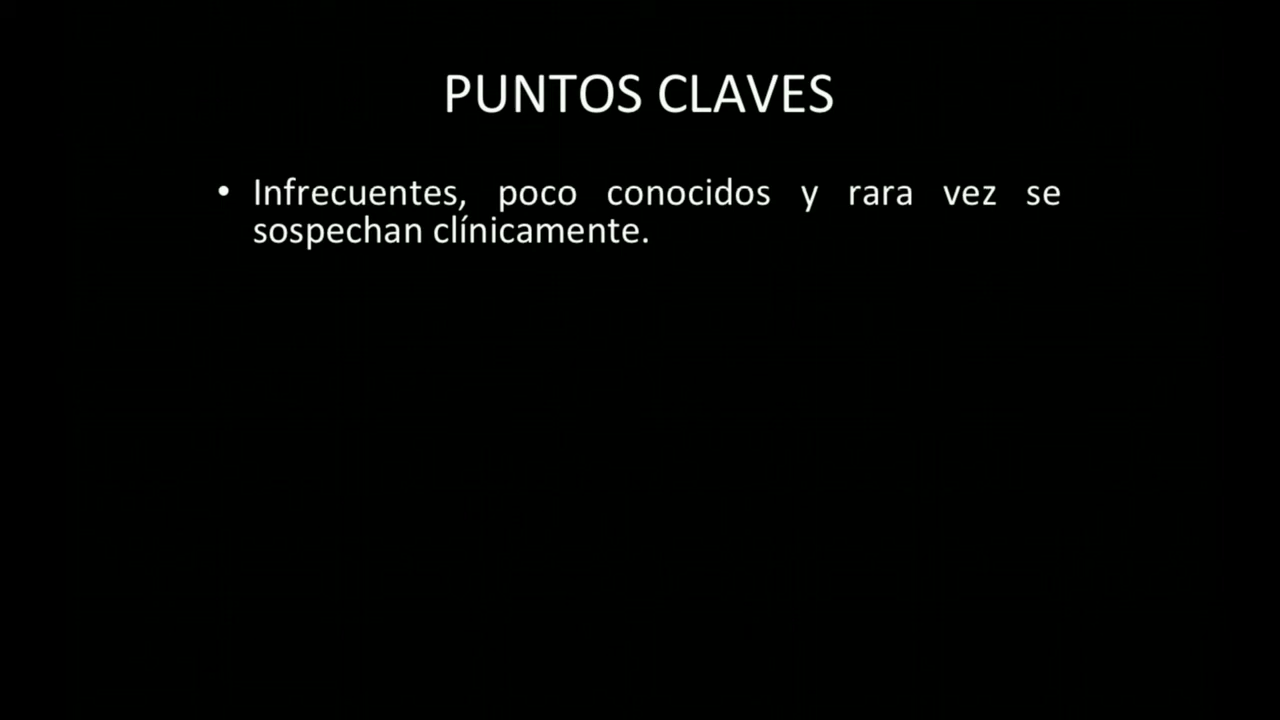 PUNTOS CLAVES
• Infrecuentes, poco conocidos y rara vez se
sospechan clínicamente.